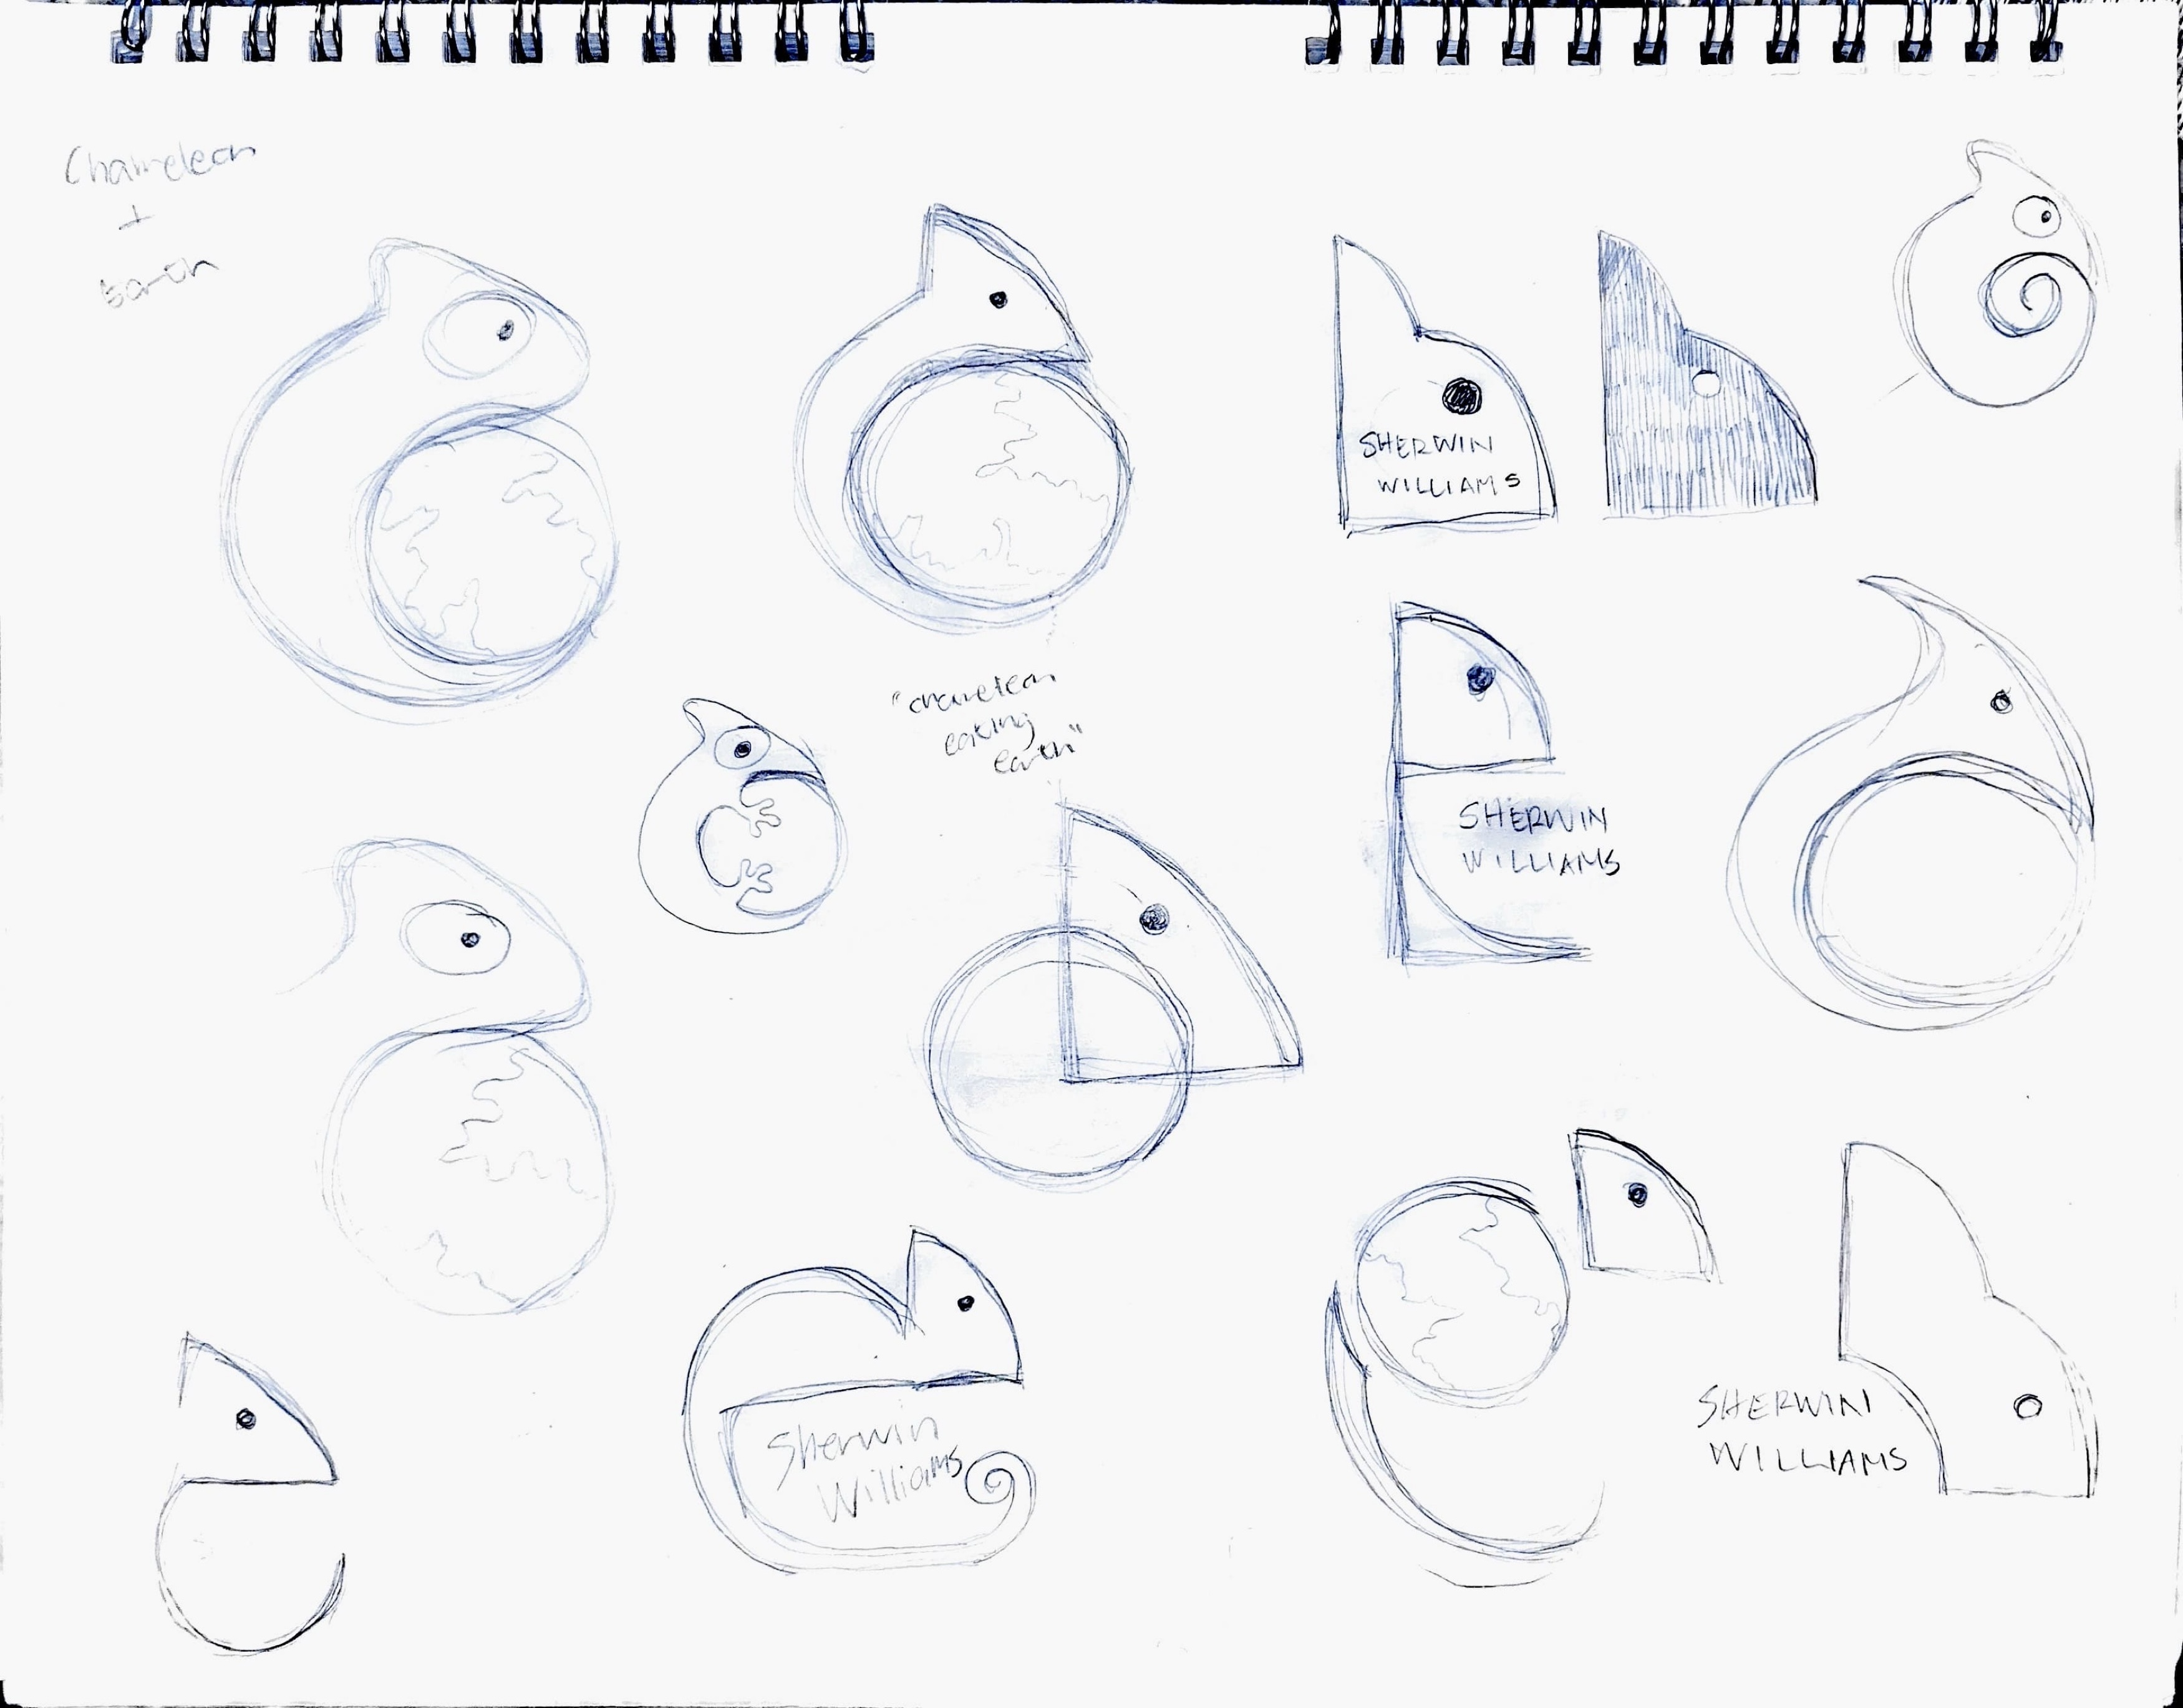 Chameleon
+
Earth
SHERWIN
WILLIAMS
"chameleon
eating
earth"
SHERWIN
WILLIAMS
Sherwin
Williams
SHERWIN
WILLIAMS